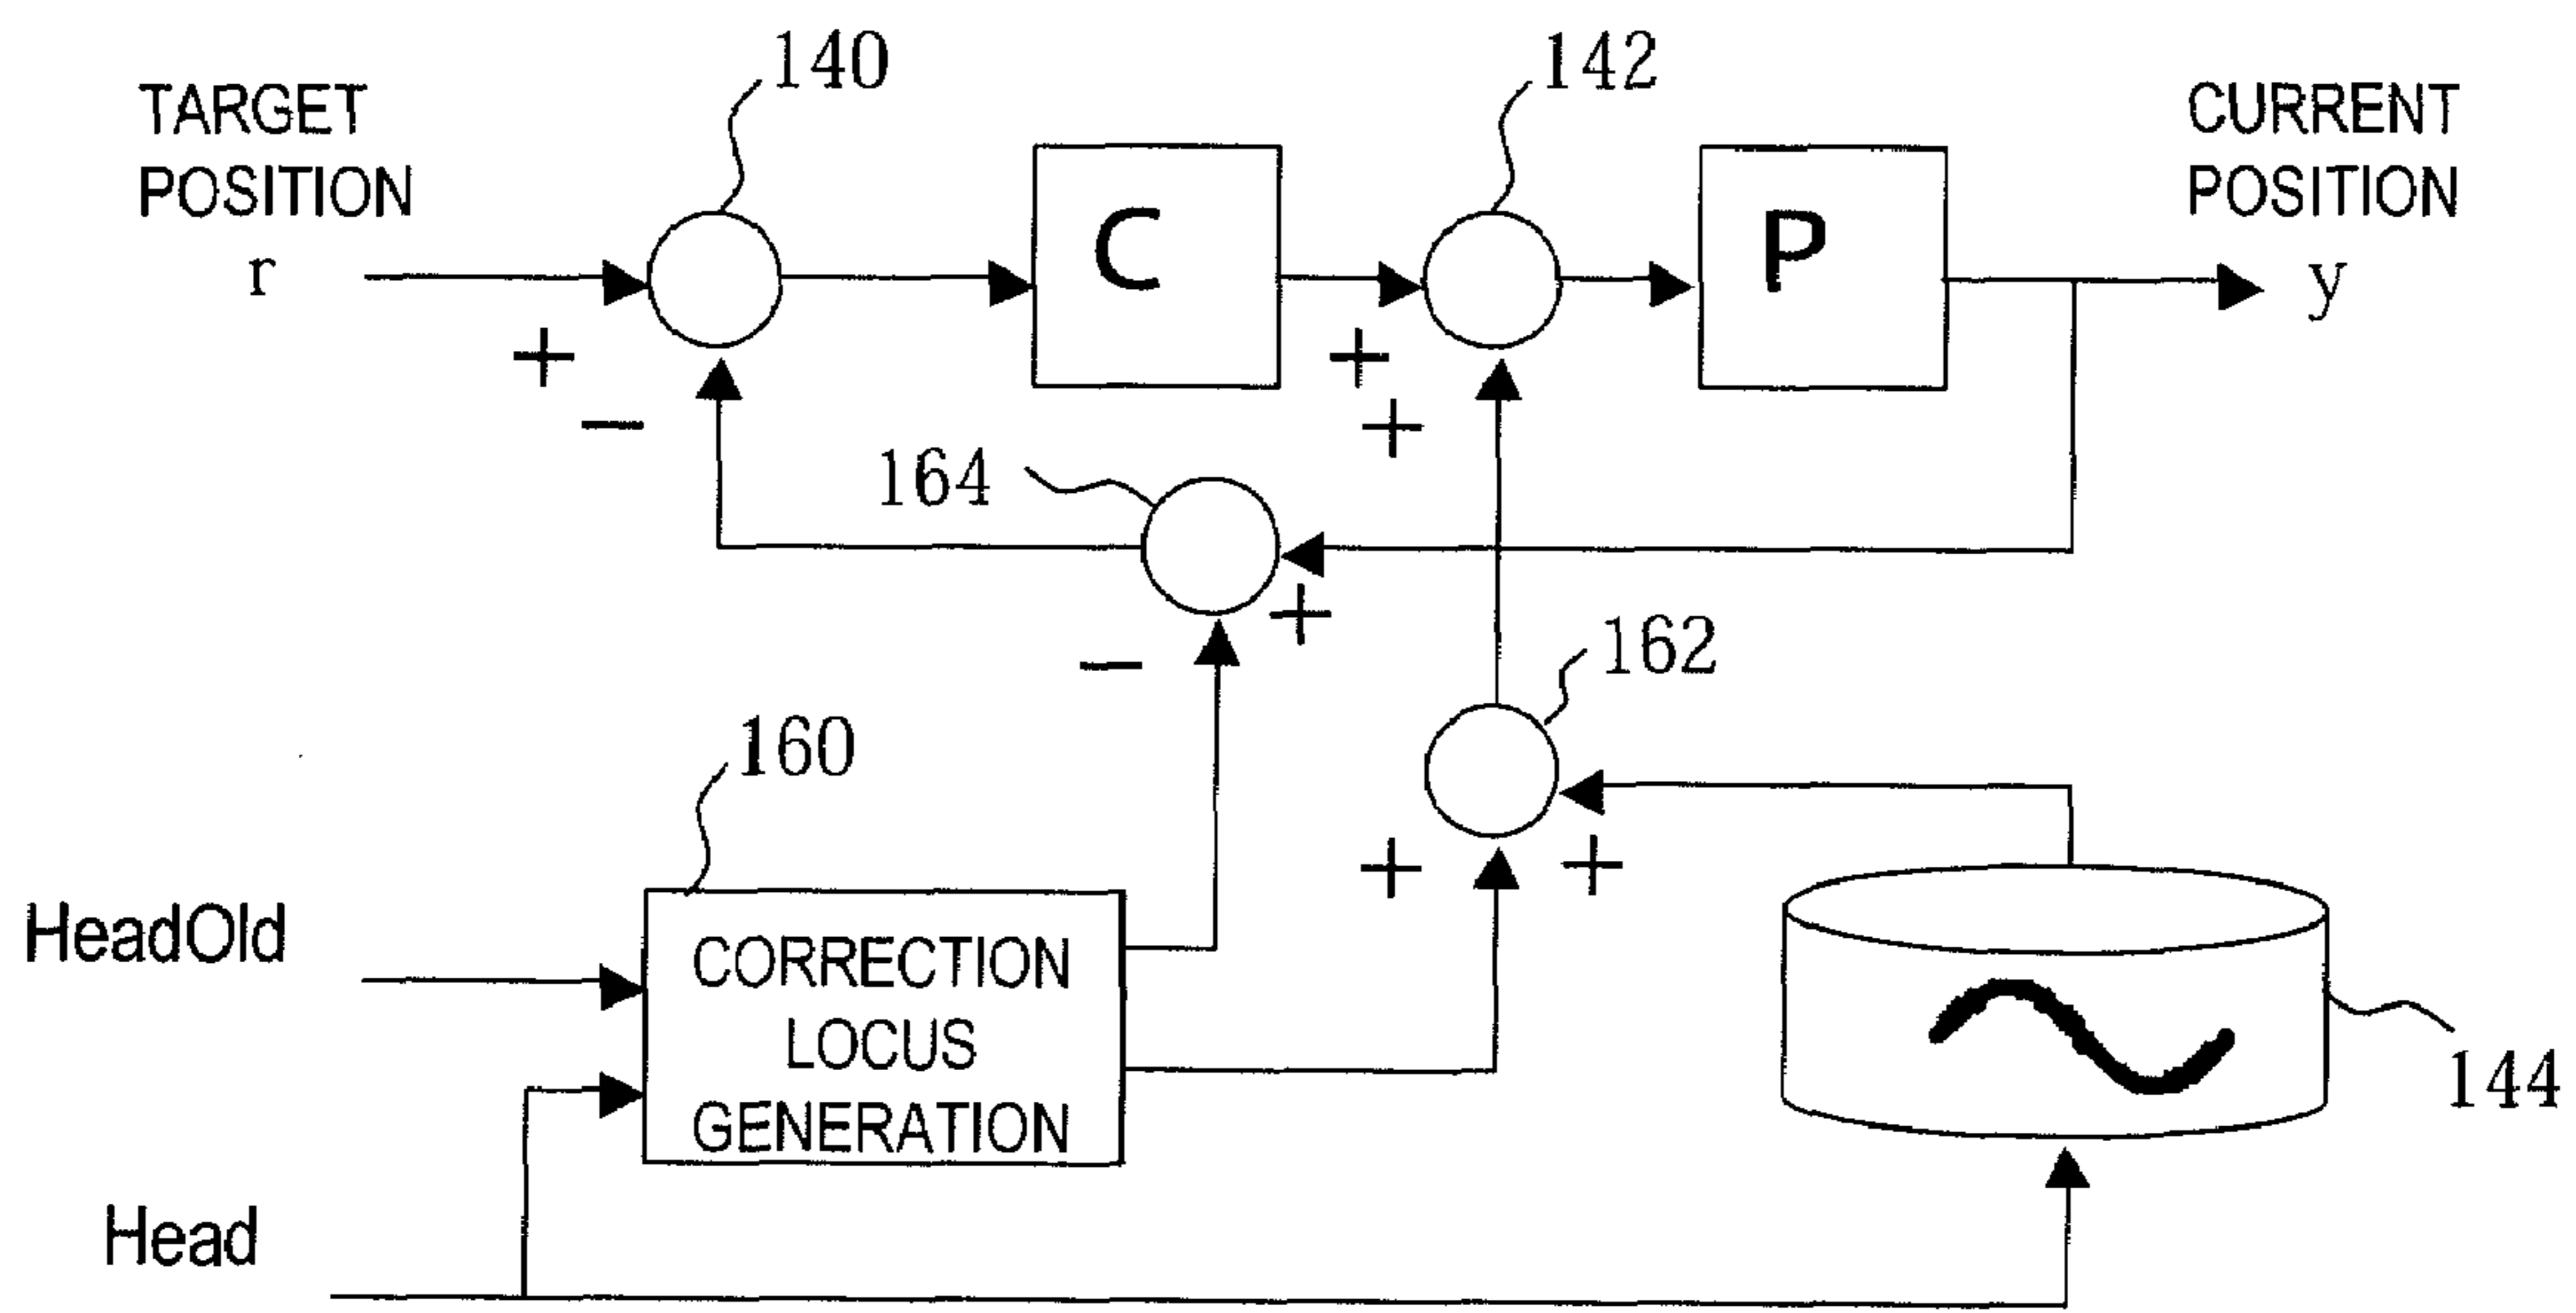 140
142
TARGET
POSITION
r
CURRENT
POSITION
y
C
P
+
−
+
+
164
+
−
162
160
+
+
HeadOld
CORRECTION
LOCUS
GENERATION
144
Head